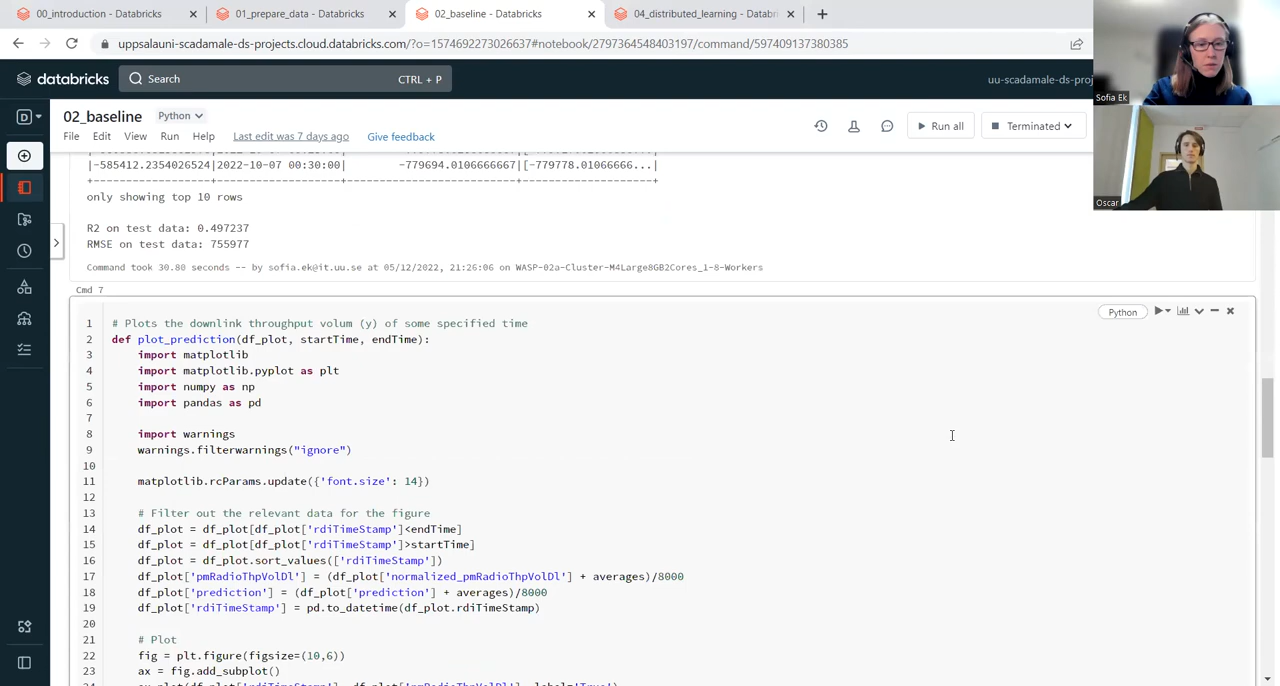 00_introduction - Databricks
01_prepare_data - Databricks
02_baseline - Databricks
04_distributed_learning - Databri
uppsalauni-scadamale-ds-projects.cloud.databricks.com/?o=1574692273026637#notebook/2797364548403197/command/597409137380385
databricks
Search
CTRL + P
uu-scadamale-ds-proj
Sofia Ek
D
02_baseline
Python
File Edit View Run Help Last edit was 7 days ago Give feedback
Run all
Terminated
|2022-10-07 00:30:00|
|-585412.2354026524|2022-10-07 00:30:00| -779694.0106666667|[-779778.01066666...|
+------------------+-------------------+--------------------+--------------------+
only showing top 10 rows
R2 on test data: 0.497237
RMSE on test data: 755977
Command took 30.80 seconds -- by sofia.ek@it.uu.se at 05/12/2022, 21:26:06 on WASP-02a-Cluster-M4Large8GB2Cores_1-8-Workers
Oscar
Cmd 7
Python
1 # Plots the downlink throughput volum (y) of some specified time
2 def plot_prediction(df_plot, startTime, endTime):
3 import matplotlib
4 import matplotlib.pyplot as plt
5 import numpy as np
6 import pandas as pd
7
8 import warnings
9 warnings.filterwarnings("ignore")
10
11 matplotlib.rcParams.update({'font.size': 14})
12
13 # Filter out the relevant data for the figure
14 df_plot = df_plot[df_plot['rdiTimeStamp']<endTime]
15 df_plot = df_plot[df_plot['rdiTimeStamp']>startTime]
16 df_plot = df_plot.sort_values(['rdiTimeStamp'])
17 df_plot['pmRadioThpVolDl'] = (df_plot['normalized_pmRadioThpVolDl'] + averages)/8000
18 df_plot['prediction'] = (df_plot['prediction'] + averages)/8000
19 df_plot['rdiTimeStamp'] = pd.to_datetime(df_plot.rdiTimeStamp)
20
21 # Plot
22 fig = plt.figure(figsize=(10,6))
23 ax = fig.add_subplot()